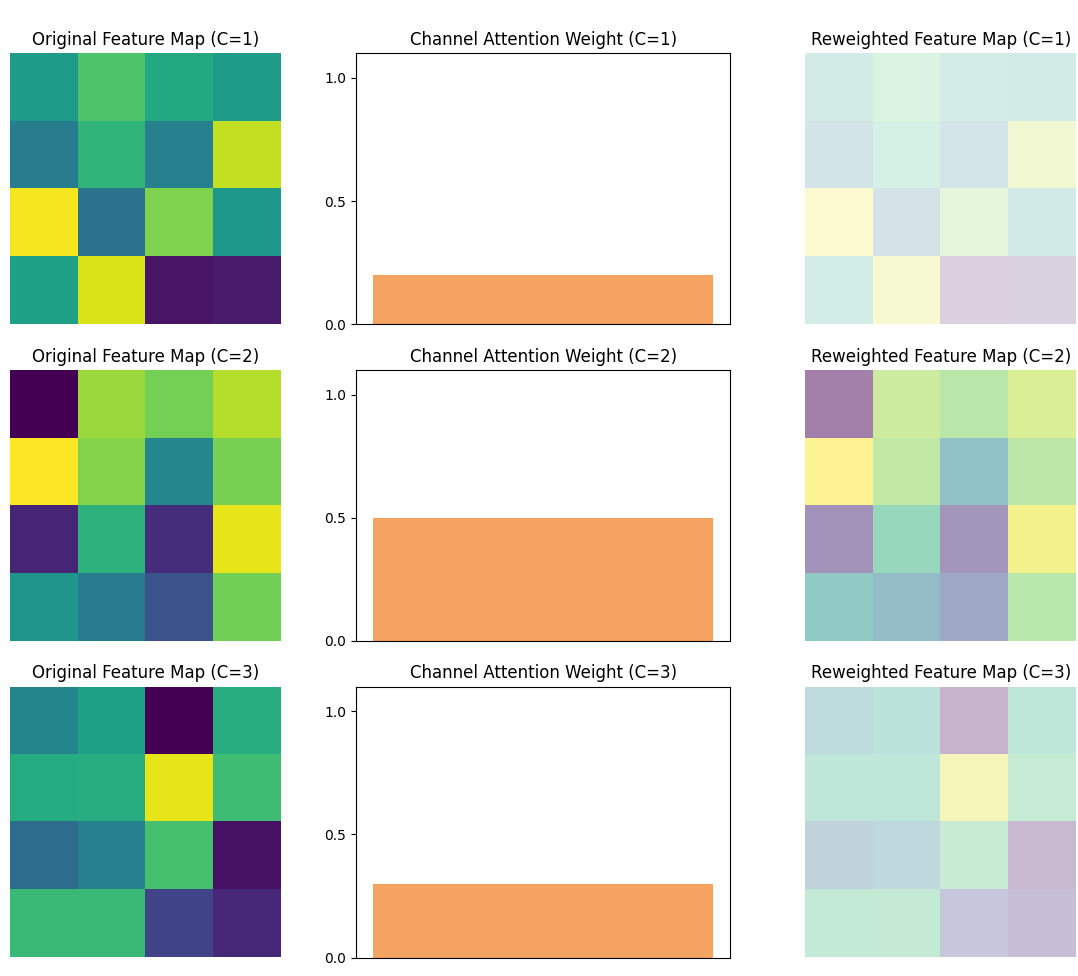 Original Feature Map (C=1)
Channel Attention Weight (C=1)
Reweighted Feature Map (C=1)
1.0
0.5
0.0
Original Feature Map (C=2)
Channel Attention Weight (C=2)
Reweighted Feature Map (C=2)
1.0
0.5
0.0
Original Feature Map (C=3)
Channel Attention Weight (C=3)
Reweighted Feature Map (C=3)
1.0
0.5
0.0